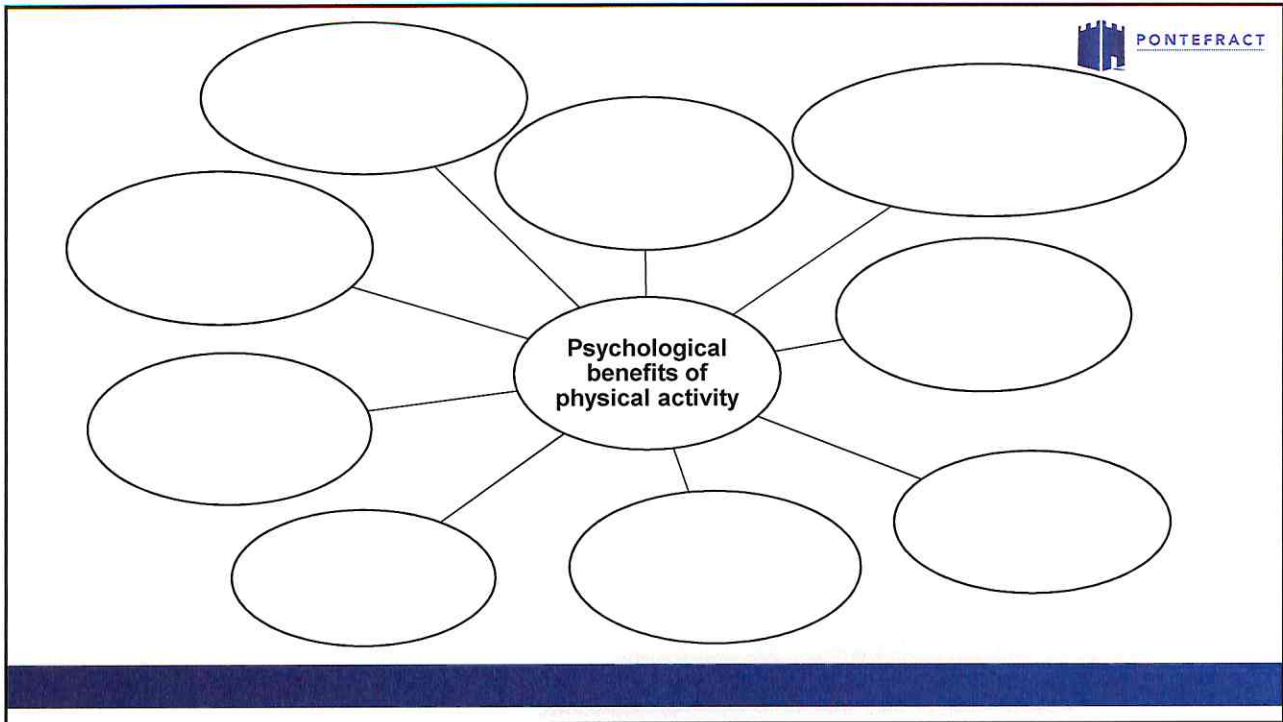 PONTEFRACT
Psychological
benefits of
physical activity